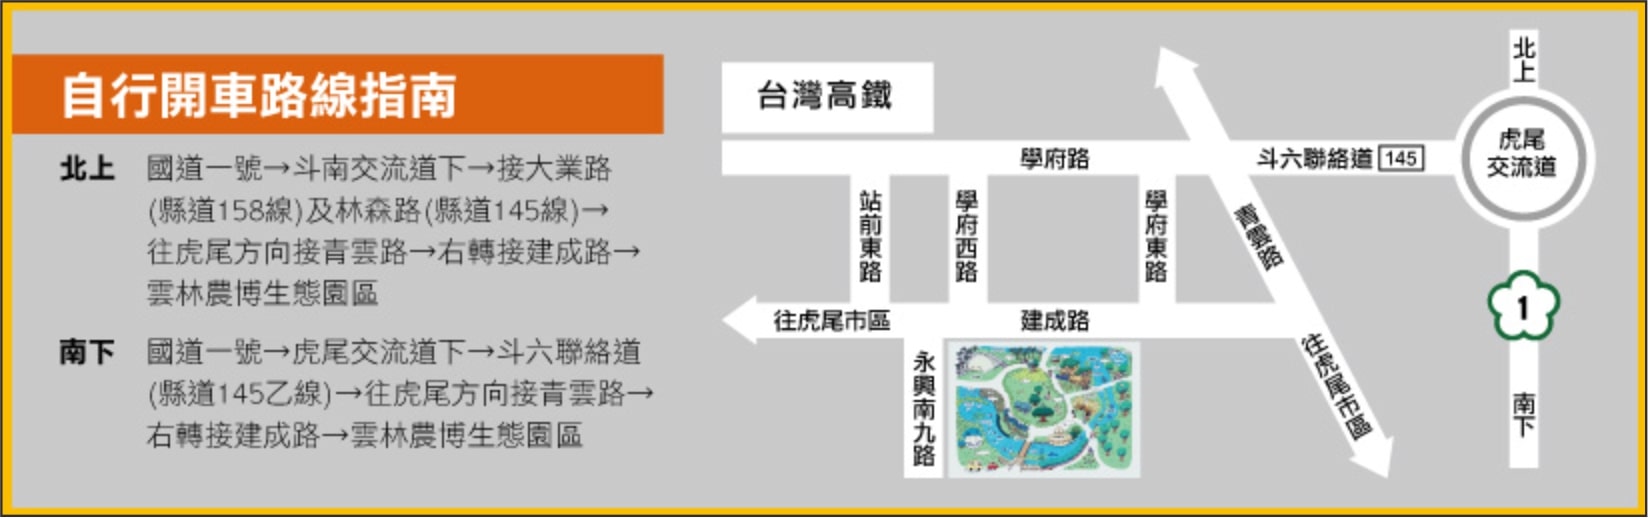 自行開車路線指南
北上 國道一號→斗南交流道下→接大業路
(縣道158線)及林森路(縣道145線)→
往虎尾方向接青雲路→右轉接建成路→
雲林農博生態園區
南下 國道一號→虎尾交流道下→斗六聯絡道
(縣道145乙線)→往虎尾方向接青雲路→
右轉接建成路→雲林農博生態園區
台灣高鐵
學府路
斗六聯絡道 145
北上
虎尾
交流道
站前東路
學府西路
學府東路
青雲路
往虎尾市區
建成路
1
永興南九路
往虎尾市區
南下